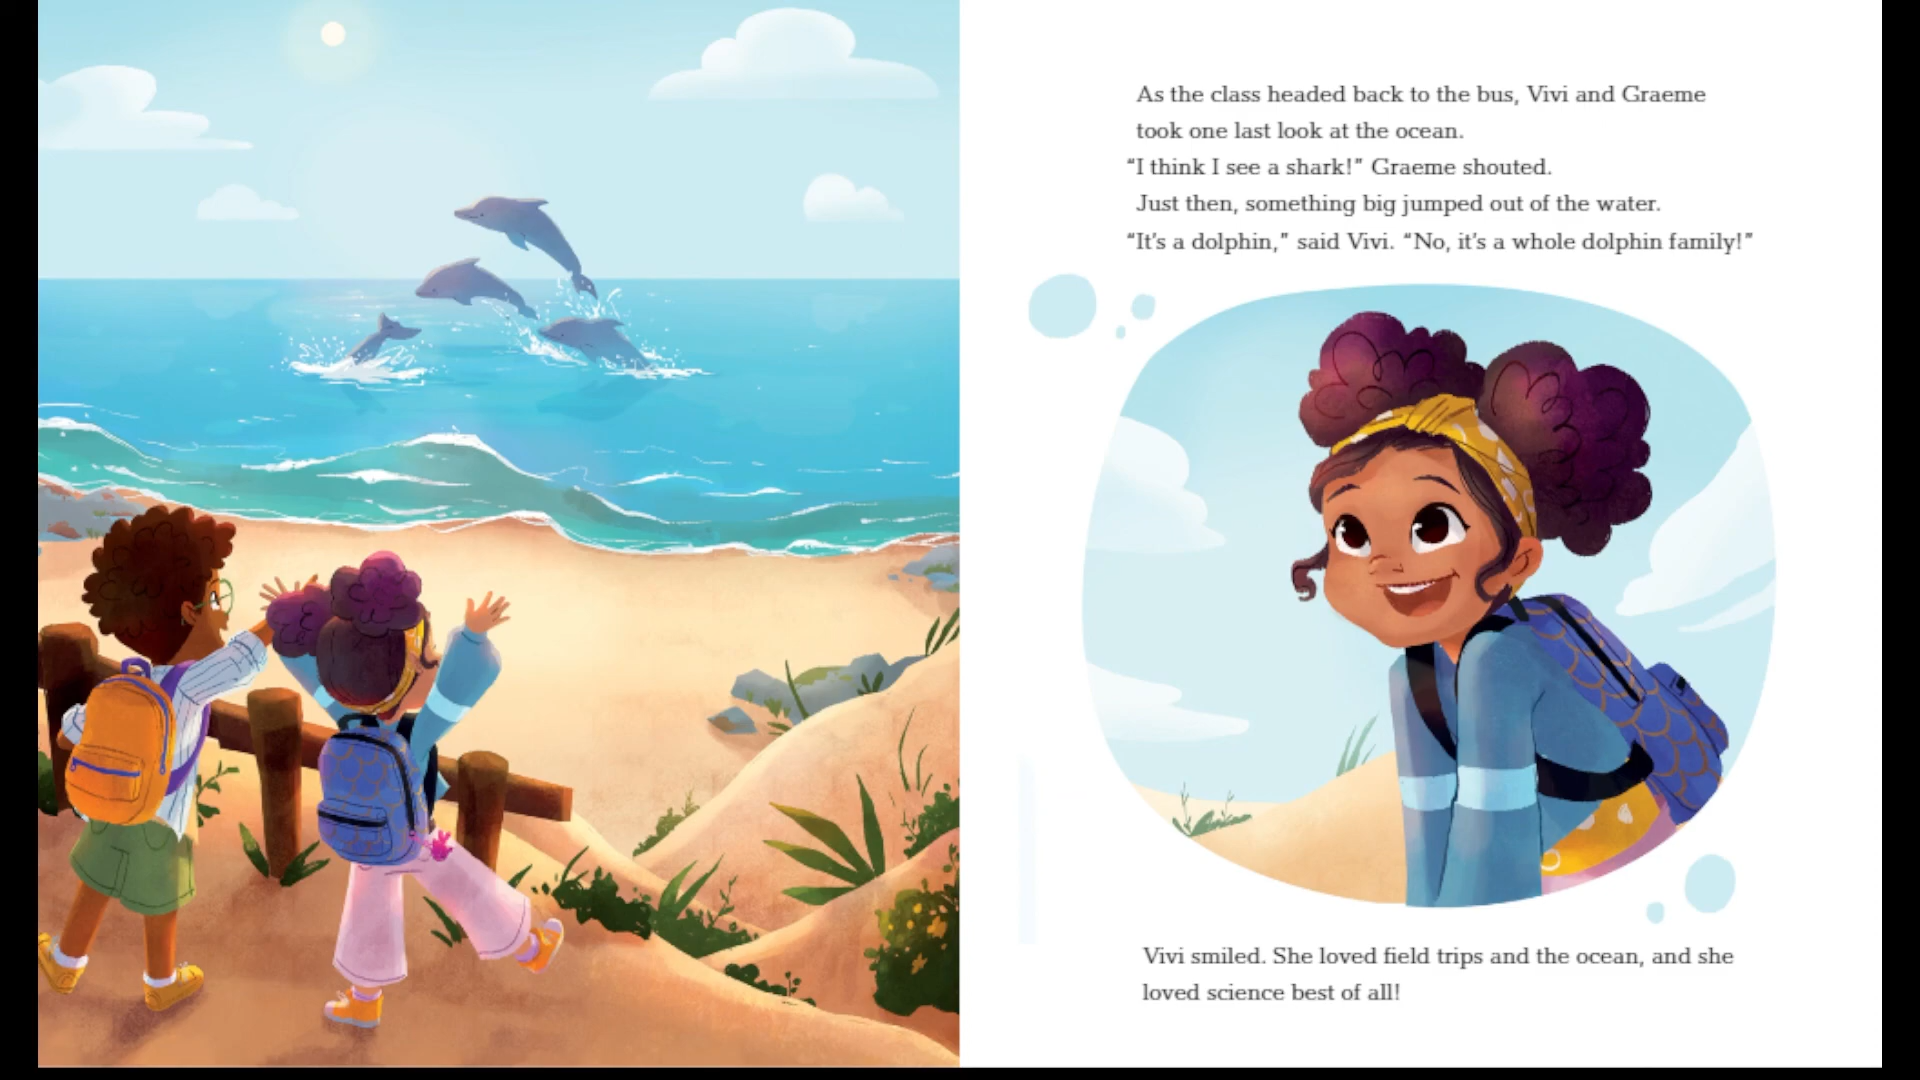 As the class headed back to the bus, Vivi and Graeme
took one last look at the ocean.
“I think I see a shark!” Graeme shouted.
Just then, something big jumped out of the water.
“It’s a dolphin,” said Vivi. “No, it’s a whole dolphin family!”
Vivi smiled. She loved field trips and the ocean, and she
loved science best of all!